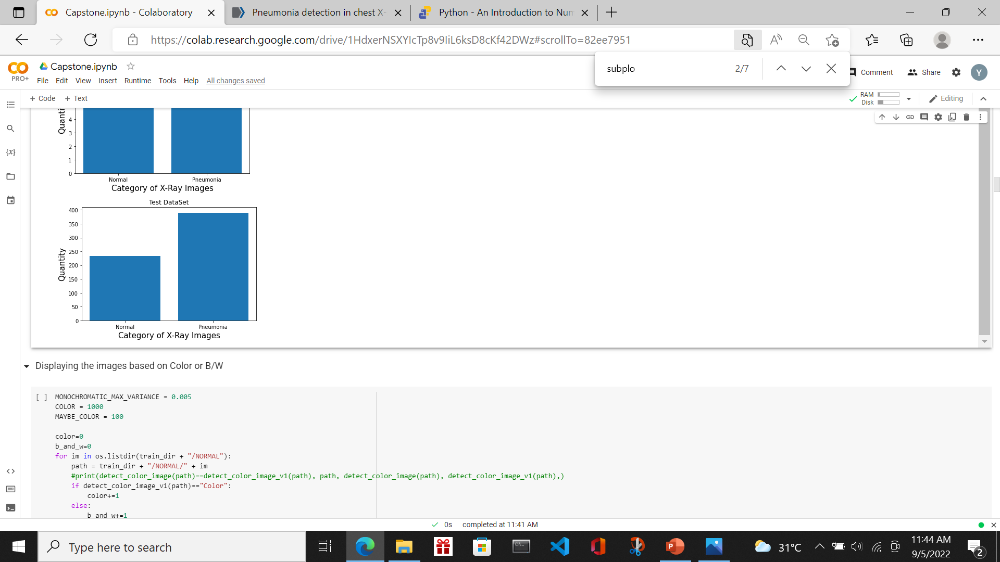 Capstone.ipynb - Colaboratory
Pneumonia detection in chest X-
Python - An Introduction to Num
https://colab.research.google.com/drive/1HdxerNSXYIcTp8v9IiL6ksD8cKf42DWz#scrollTo=82ee7951
subplo 2/7
Capstone.ipynb
PRO+
File Edit View Insert Runtime Tools Help All changes saved
Comment Share Y
+ Code + Text
RAM
Disk
Editing
Quanti
4
3
2
1
0
Normal Pneumonia
Category of X-Ray Images
Test DataSet
400
350
300
250
200
150
100
50
0
Quantity
Normal Pneumonia
Category of X-Ray Images
Displaying the images based on Color or B/W
[ ] MONOCHROMATIC_MAX_VARIANCE = 0.005
COLOR = 1000
MAYBE_COLOR = 100
color=0
b_and_w=0
for im in os.listdir(train_dir + "/NORMAL"):
path = train_dir + "/NORMAL/" + im
#print(detect_color_image(path)==detect_color_image_v1(path), path, detect_color_image(path), detect_color_image_v1(path),)
if detect_color_image_v1(path)=="Color":
color+=1
else:
b_and_w+=1
0s completed at 11:41 AM
Type here to search
31°C
11:44 AM
9/5/2022
2